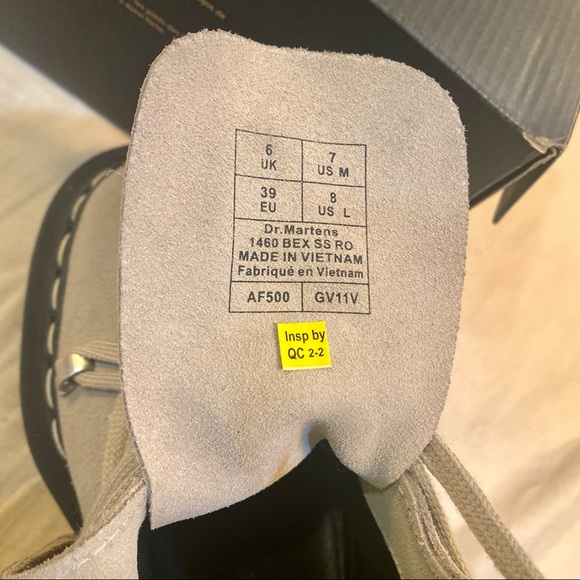 6 UK
7 US M
39 EU
8 US L
Dr.Martens
1460 BEX SS RO
MADE IN VIETNAM
Fabriqué en Vietnam
AF500 GV11V
Insp by
QC 2-2